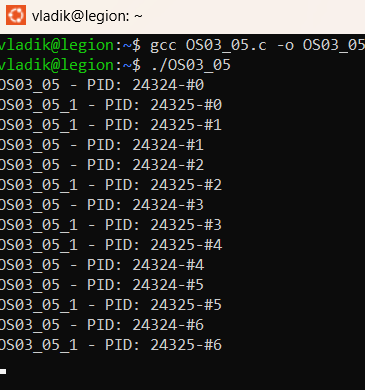 vladik@legion: ~
vladik@legion:~$ gcc OS03_05.c -o OS03_05
vladik@legion:~$ ./OS03_05
OS03_05 - PID: 24324-#0
OS03_05_1 - PID: 24325-#0
OS03_05_1 - PID: 24325-#1
OS03_05 - PID: 24324-#1
OS03_05 - PID: 24324-#2
OS03_05_1 - PID: 24325-#2
OS03_05 - PID: 24324-#3
OS03_05_1 - PID: 24325-#3
OS03_05_1 - PID: 24325-#4
OS03_05 - PID: 24324-#4
OS03_05 - PID: 24324-#5
OS03_05_1 - PID: 24325-#5
OS03_05 - PID: 24324-#6
OS03_05_1 - PID: 24325-#6